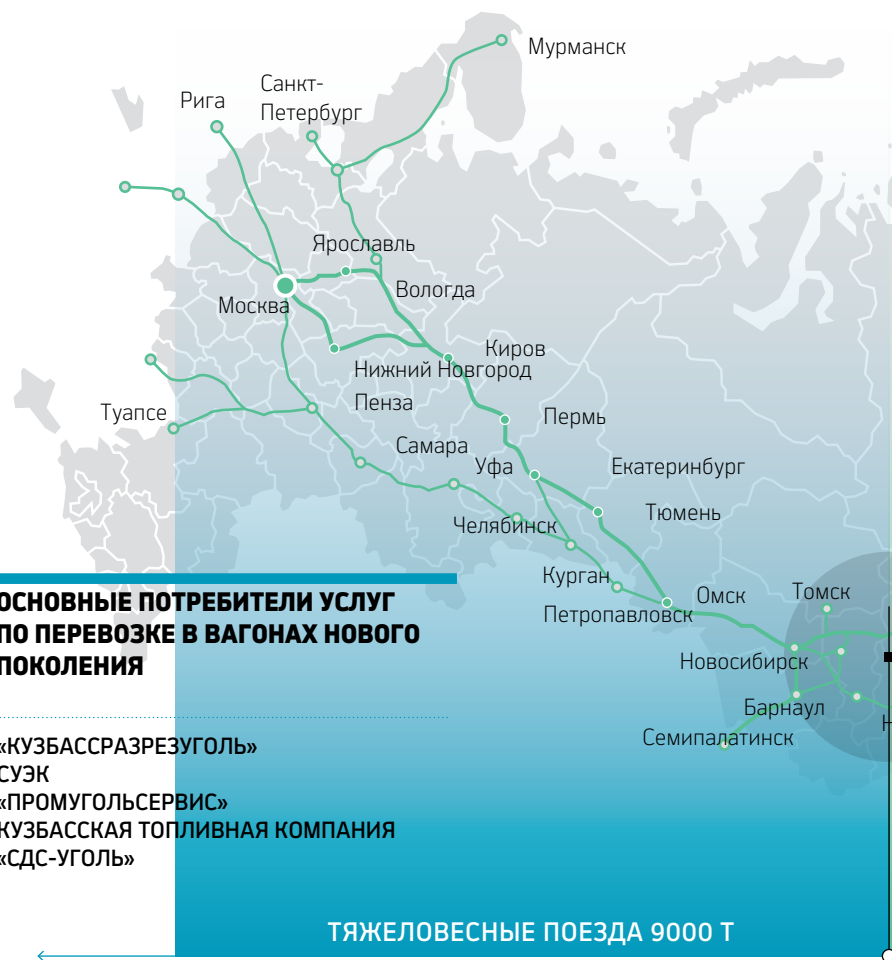 Мурманск
Санкт-
Петербург
Рига
Ярославль
Вологда
Москва
Киров
Нижний Новгород
Пенза
Туапсе
Пермь
Самара
Уфа
Екатеринбург
Тюмень
Челябинск
Курган
Омск
Томск
Петропавловск
Новосибирск
Барнаул
Семипалатинск
Н
ОСНОВНЫЕ ПОТРЕБИТЕЛИ УСЛУГ
ПО ПЕРЕВОЗКЕ В ВАГОНАХ НОВОГО
ПОКОЛЕНИЯ
«КУЗБАССРАЗРЕЗУГОЛЬ»
СУЭК
«ПРОМУГОЛЬСЕРВИС»
КУЗБАССКАЯ ТОПЛИВНАЯ КОМПАНИЯ
«СДС-УГОЛЬ»
ТЯЖЕЛОВЕСНЫЕ ПОЕЗДА 9000 Т